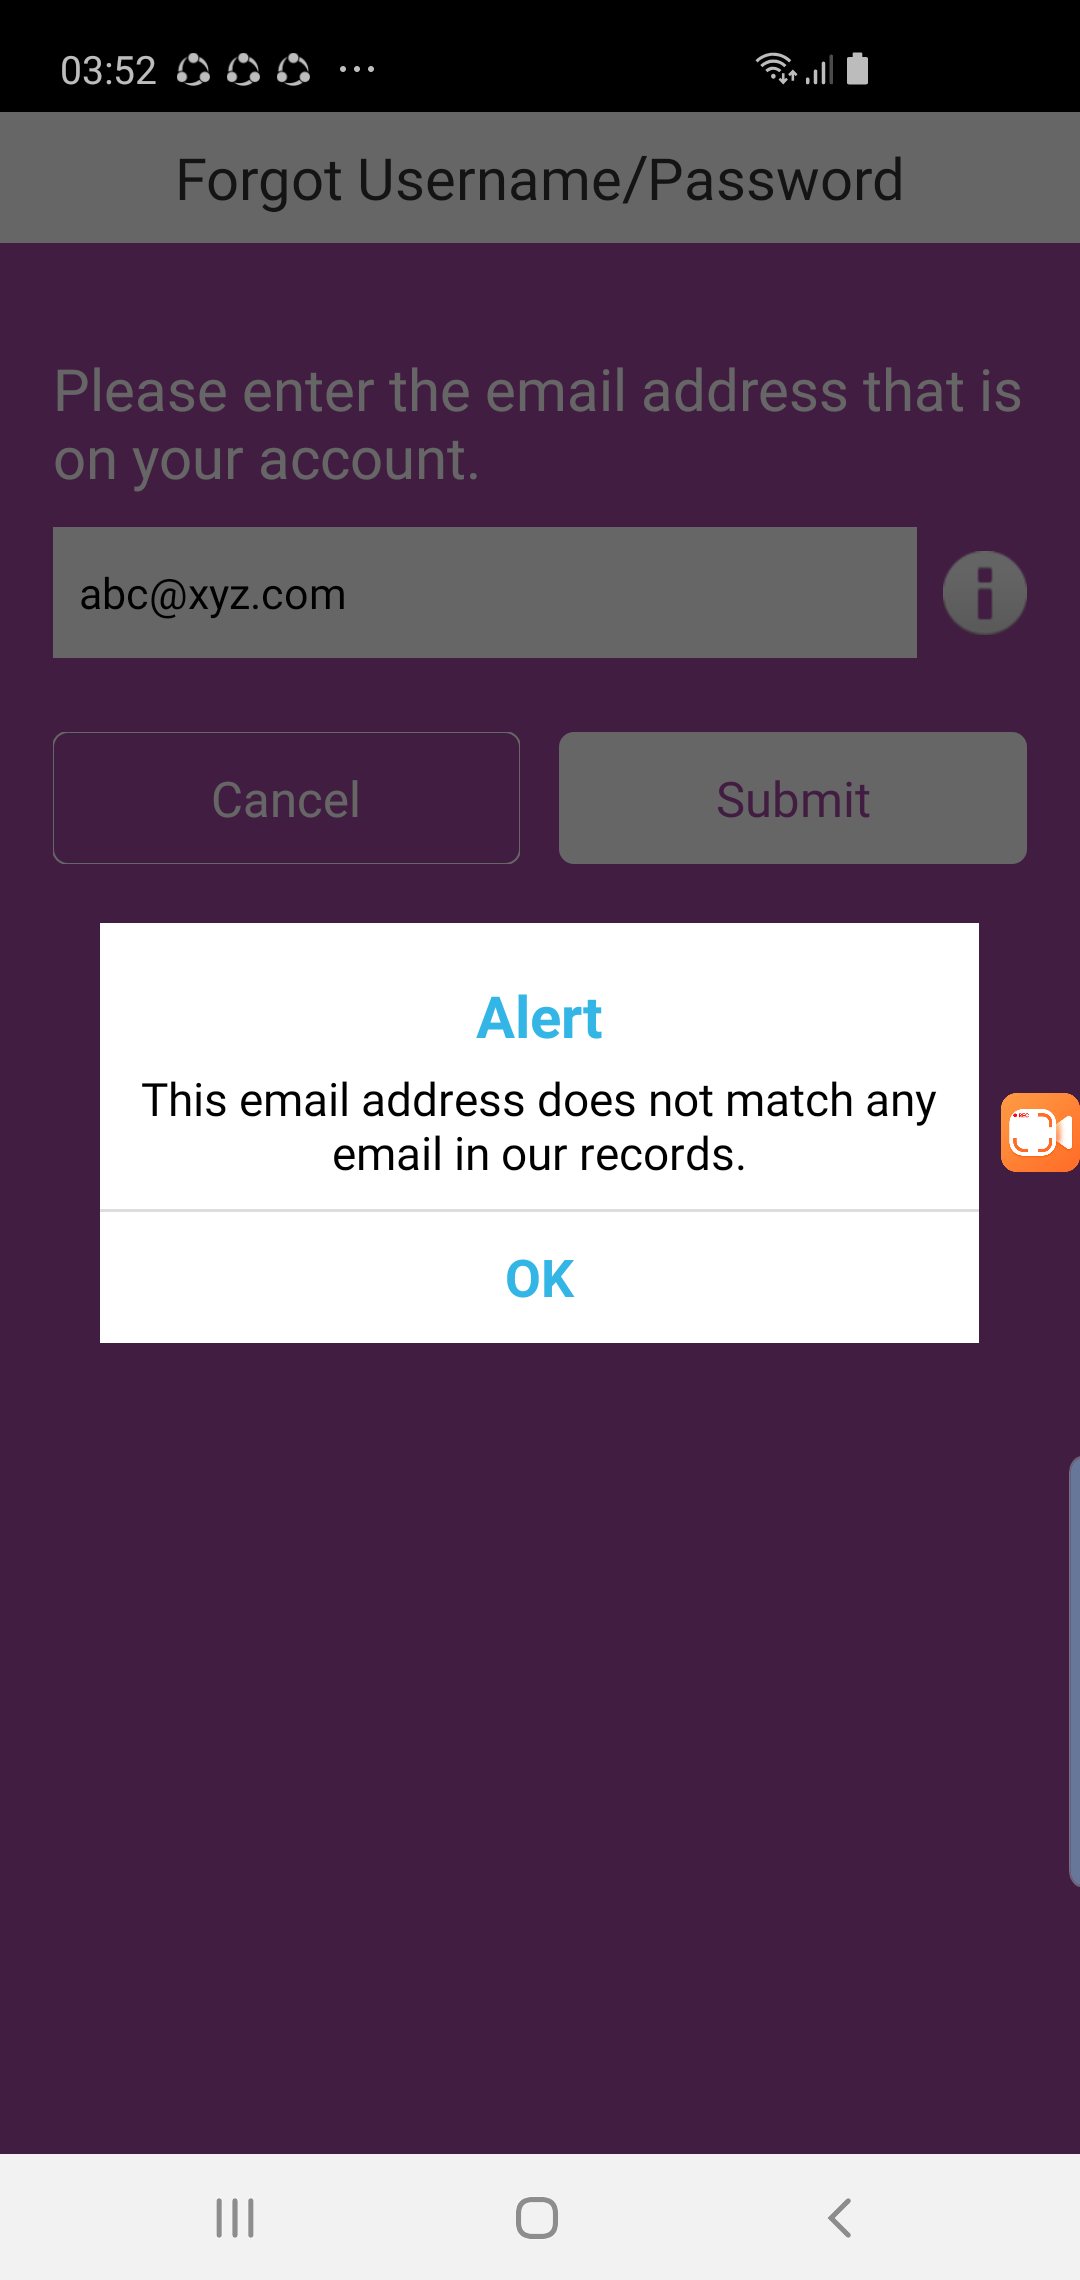 03:52
Forgot Username/Password
Please enter the email address that is
on your account.
abc@xyz.com
Cancel
Submit
Alert
This email address does not match any
email in our records.
REC
OK